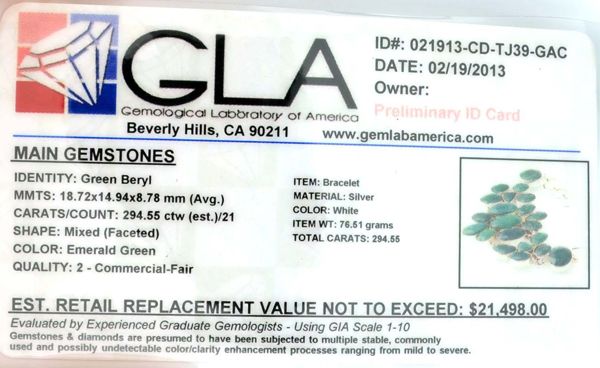 GLA
Gemological Laboratory of America
Beverly Hills, CA 90211
ID#: 021913-CD-TJ39-GAC
DATE: 02/19/2013
Owner:
Preliminary ID Card
www.gemlabamerica.com
MAIN GEMSTONES
IDENTITY: Green Beryl
MMTS: 18.72x14.94x8.78 mm (Avg.)
CARATS/COUNT: 294.55 ctw (est.)/21
SHAPE: Mixed (Faceted)
COLOR: Emerald Green
QUALITY: 2 - Commercial-Fair
ITEM: Bracelet
MATERIAL: Silver
COLOR: White
ITEM WT: 76.51 grams
TOTAL CARATS: 294.55
EST. RETAIL REPLACEMENT VALUE NOT TO EXCEED: $21,498.00
Evaluated by Experienced Graduate Gemologists - Using GIA Scale 1-10
Gemstones & diamonds are presumed to have been subjected to multiple stable, commonly
used and possibly undetectable color/clarity enhancement processes ranging from mild to severe.